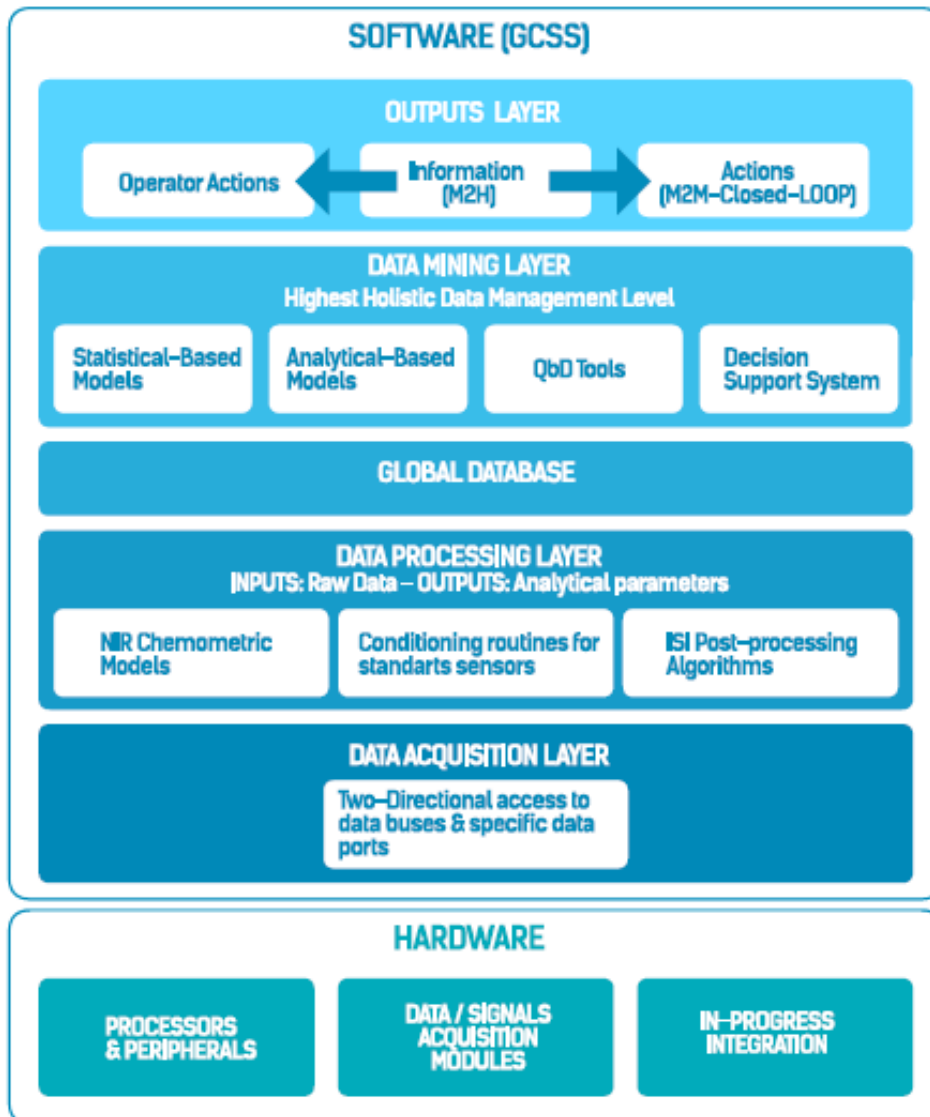 SOFTWARE (GCSS)
OUTPUTS LAYER
Operator Actions
Information
(M2H)
Actions
(M2M-Closed-LOOP)
DATA MINING LAYER
Highest Holistic Data Management Level
Statistical-Based
Models
Analytical-Based
Models
QbD Tools
Decision
Support System
GLOBAL DATABASE
DATA PROCESSING LAYER
INPUTS: Raw Data - OUTPUTS: Analytical parameters
NIR Chemometric
Models
Conditioning routines for
standarts sensors
ISI Post-processing
Algorithms
DATA ACQUISITION LAYER
Two-Directional access to
data buses & specific data
ports
HARDWARE
PROCESSORS
& PERIPHERALS
DATA / SIGNALS
ACQUISITION
MODULES
IN-PROGRESS
INTEGRATION